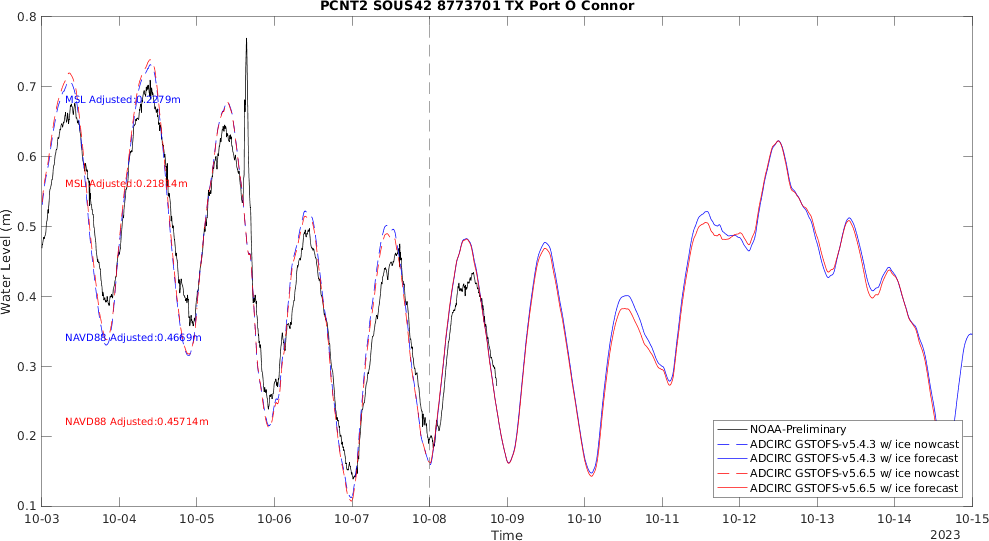 PCNT2 SOUS42 8773701 TX Port O Connor
0.8
0.7
0.6
0.5
0.4
0.3
0.2
0.1
Water Level (m)
MSL Adjusted:0.2279m
MSL Adjusted:0.21814m
NAVD88 Adjusted:0.4669m
NAVD88 Adjusted:0.45714m
NOAA-Preliminary
ADCIRC GSTOFS-v5.4.3 w/ ice nowcast
ADCIRC GSTOFS-v5.4.3 w/ ice forecast
ADCIRC GSTOFS-v5.6.5 w/ ice nowcast
ADCIRC GSTOFS-v5.6.5 w/ ice forecast
10-03 10-04 10-05 10-06 10-07 10-08 10-09 10-10 10-11 10-12 10-13 10-14 10-15
Time
2023